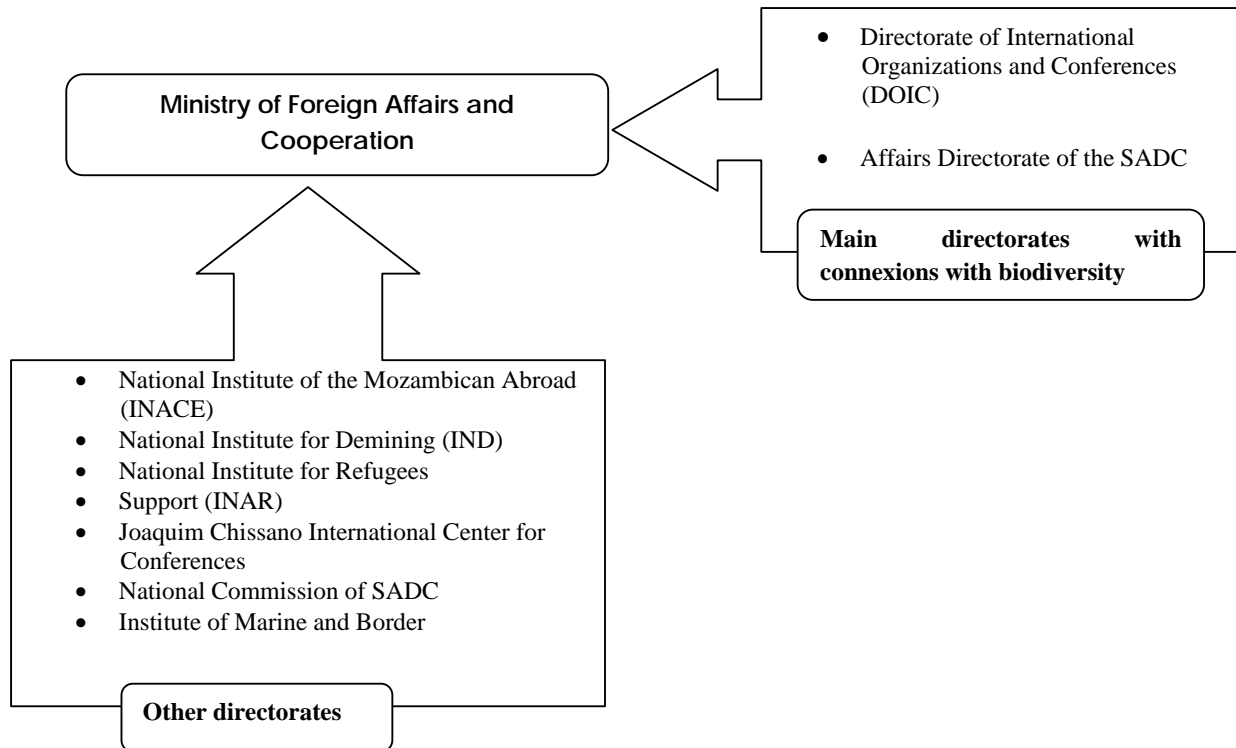 Ministry of Foreign Affairs and
Cooperation
• Directorate of International
Organizations and Conferences
(DOIC)
• Affairs Directorate of the SADC
Main directorates with
connexions with biodiversity
• National Institute of the Mozambican Abroad
(INACE)
• National Institute for Demining (IND)
• National Institute for Refugees
• Support (INAR)
• Joaquim Chissano International Center for
Conferences
• National Commission of SADC
• Institute of Marine and Border
Other directorates